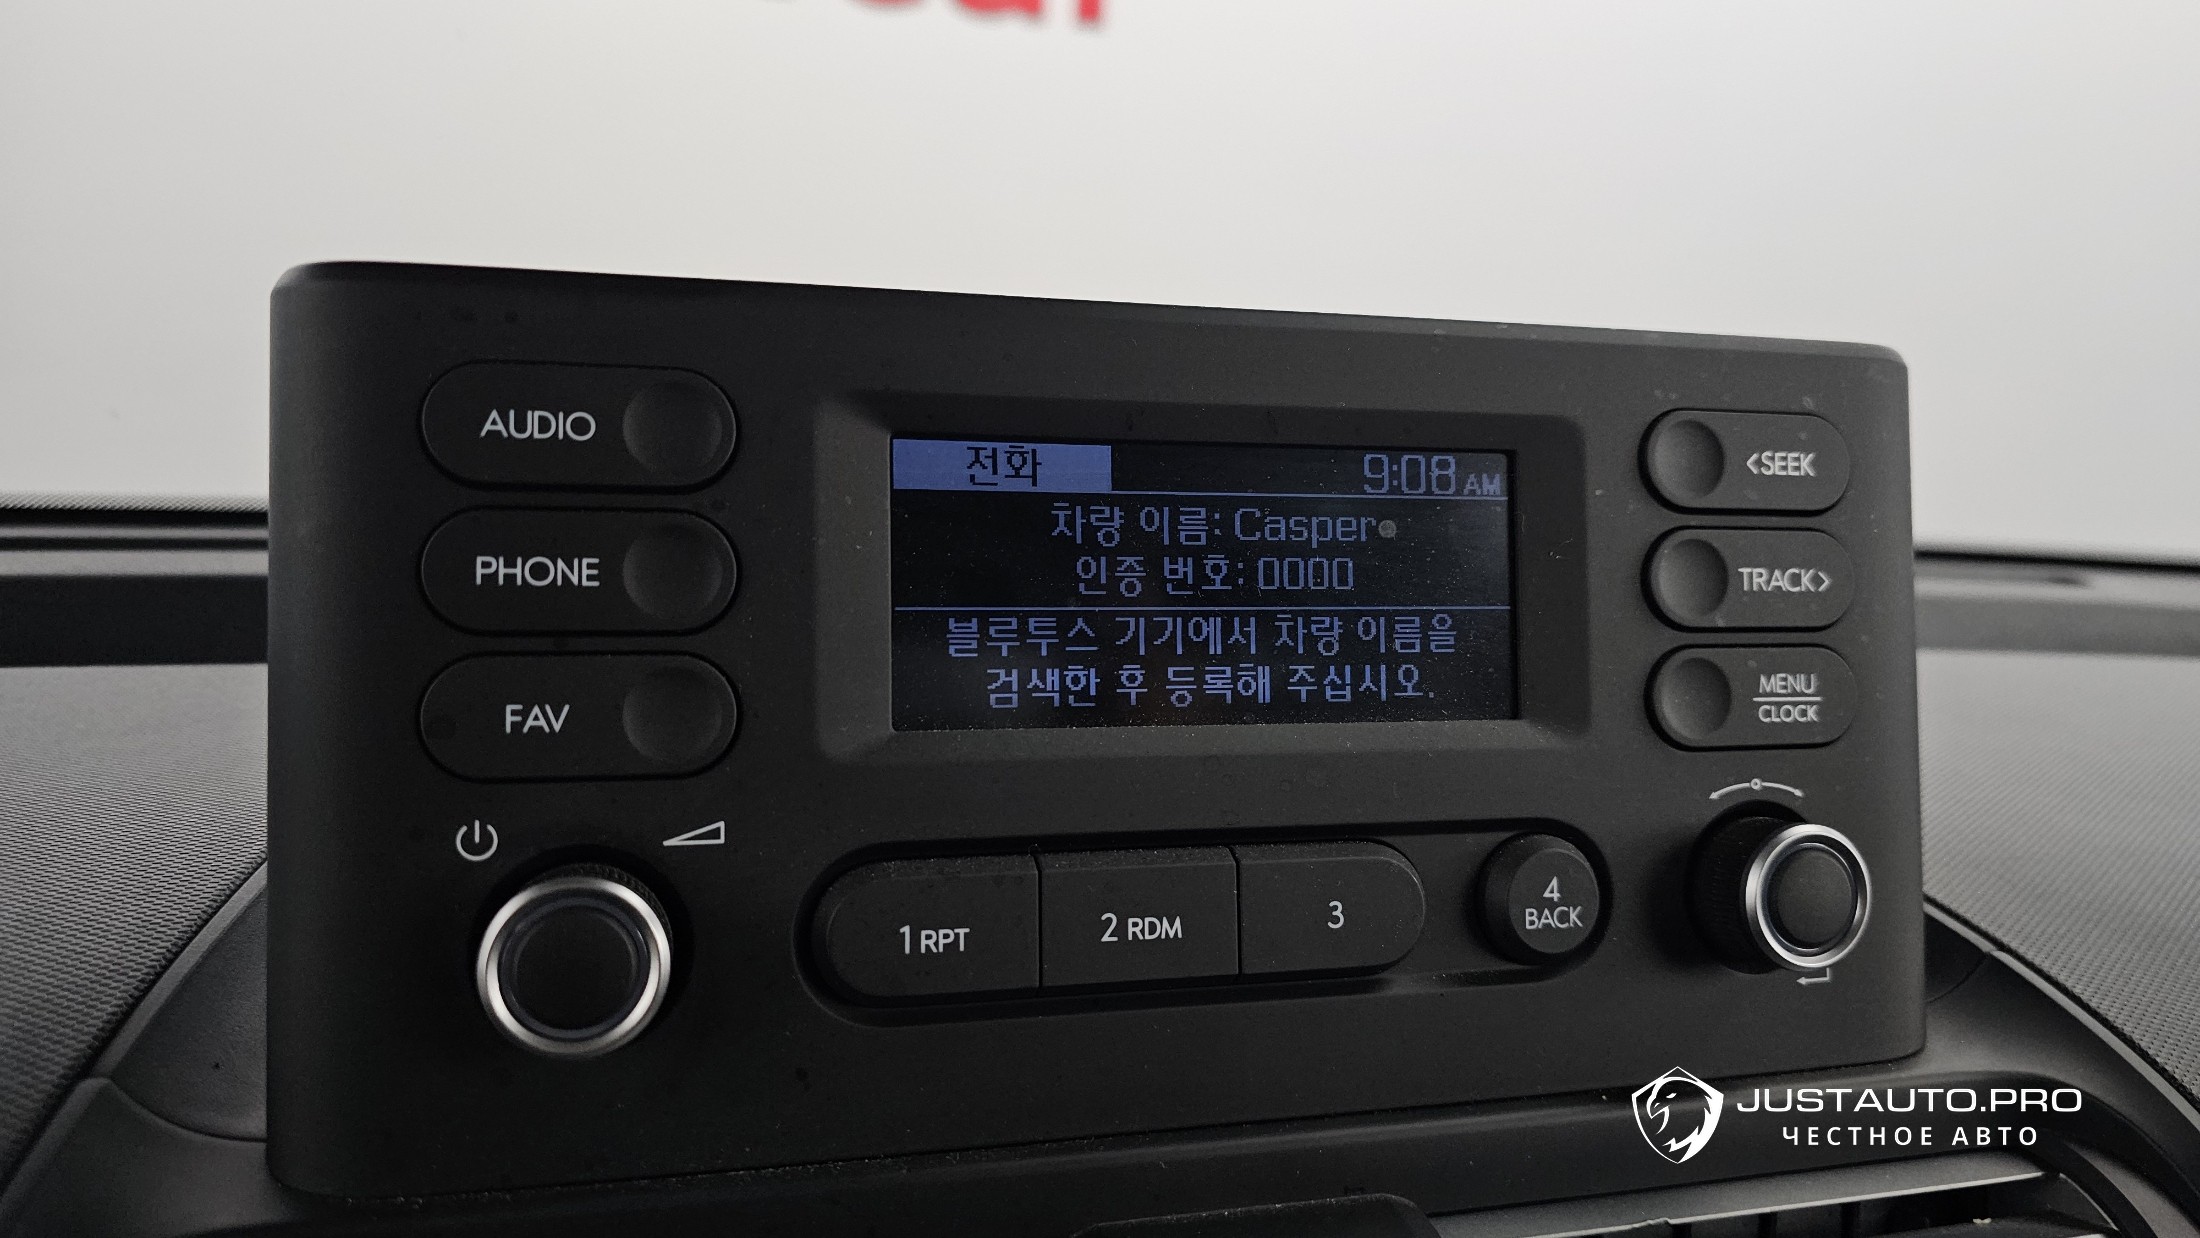 AUDIO
PHONE
FAV
전화
9:08 AM
차량 이름: Casper
인증 번호: 0000
블루투스 기기에서 차량 이름을
검색한 후 등록해 주십시오.
<SEEK
TRACK>
MENU
CLOCK
1 RPT
2 RDM
3
4
BACK
JUSTAUTO.PRO
ЧЕСТНОЕ АВТО